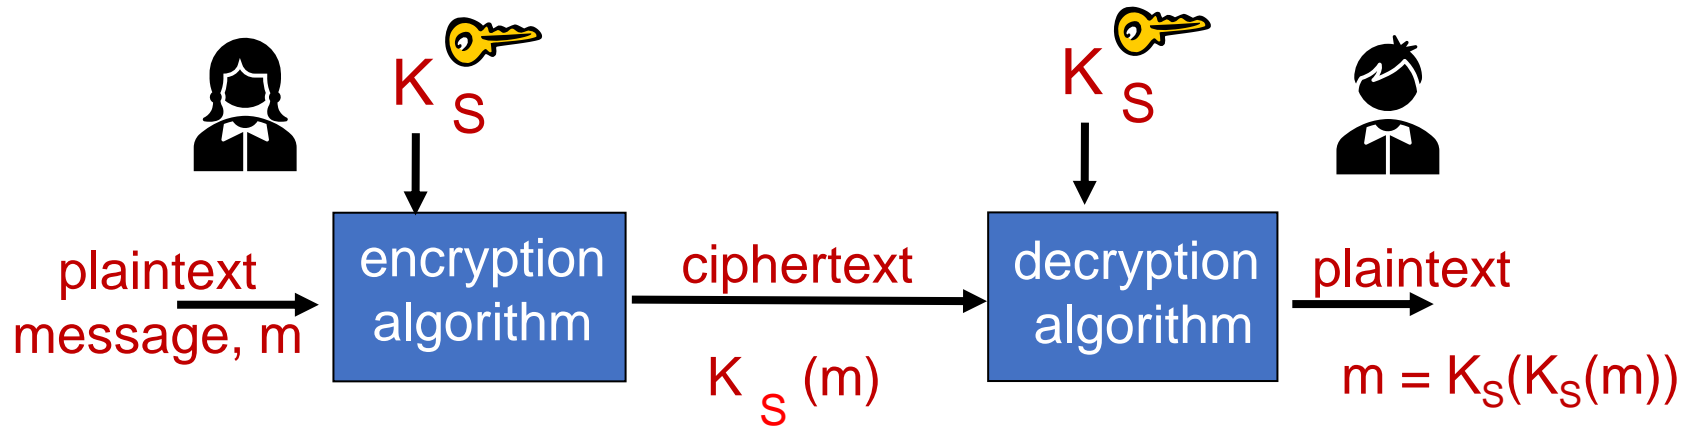 K S
K S
plaintext
message, m
encryption
algorithm
ciphertext
K S (m)
decryption
algorithm
plaintext
m = KS(KS(m))